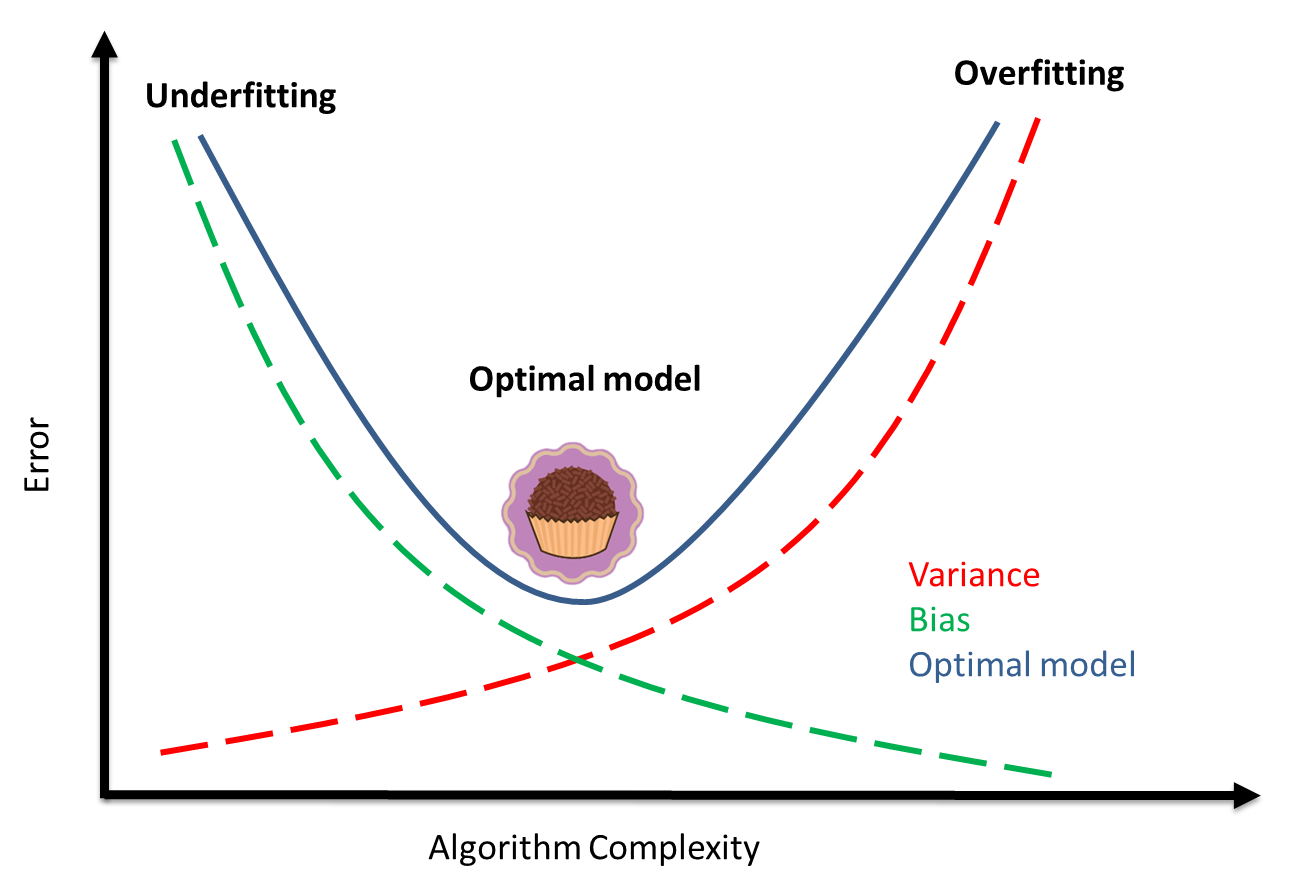 Underfitting
Overfitting
Optimal model
Error
Variance
Bias
Optimal model
Algorithm Complexity